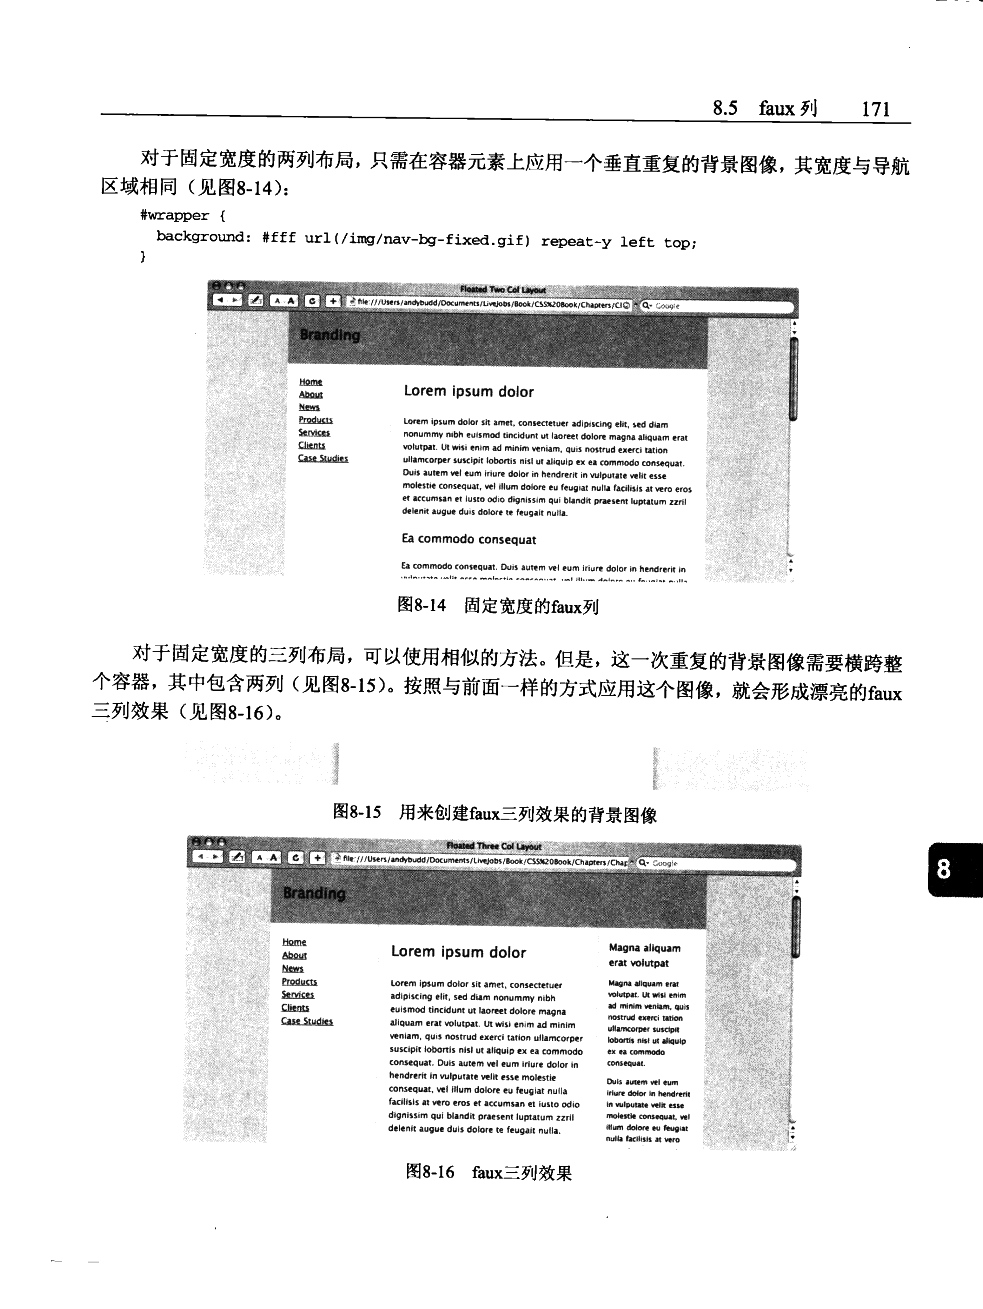 8.5 faux 列 171
对于固定宽度的两列布局，只需在容器元素上应用一个垂直重复的背景图像，其宽度与导航
区域相同（见图8-14）：
#wrapper {
background: #fff url(/img/nav-bg-fixed.gif) repeat-y left top;
}
Floated Two Col Layout
file:///Users/andybudd/Documents/Livejobs/Book/CSS%20Book/Chapters/C
Google
Branding
Home
About
News
Products
Services
Clients
Case Studies
Lorem ipsum dolor
Lorem ipsum dolor sit amet, consectetuer adipiscing elit, sed diam
nonummy nibh euismod tincidunt ut laoreet dolore magna aliquam erat
volutpat. Ut wisi enim ad minim veniam, quis nostrud exerci tation
ullamcorper suscipit lobortis nisl ut aliquip ex ea commodo consequat.
Duis autem vel eum iriure dolor in hendrerit in vulputate velit esse
molestie consequat, vel illum dolore eu feugiat nulla facilisis at vero eros
et accumsan et iusto odio dignissim qui blandit praesent luptatum zzril
delenit augue duis dolore te feugait nulla.
Ea commodo consequat
Ea commodo consequat. Duis autem vel eum iriure dolor in hendrerit in
图8-14 固定宽度的faux列
对于固定宽度的三列布局，可以使用相似的方法。但是，这一次重复的背景图像需要横跨整
个容器，其中包含两列（见图8-15）。按照与前面一样的方式应用这个图像，就会形成漂亮的faux
三列效果（见图8-16）。
图8-15 用来创建faux三列效果的背景图像
Floated Three Col Layout
file:///Users/andybudd/Documents/Livejobs/Book/CSS%20Book/Chapters/Chap
Google
8
Branding
Home
About
News
Products
Services
Clients
Case Studies
Lorem ipsum dolor
Lorem ipsum dolor sit amet, consectetuer
adipiscing elit, sed diam nonummy nibh
euismod tincidunt ut laoreet dolore magna
aliquam erat volutpat. Ut wisi enim ad minim
veniam, quis nostrud exerci tation ullamcorper
suscipit lobortis nisl ut aliquip ex ea commodo
consequat. Duis autem vel eum iriure dolor in
hendrerit in vulputate velit esse molestie
consequat, vel illum dolore eu feugiat nulla
facilisis at vero eros et accumsan et iusto odio
dignissim qui blandit praesent luptatum zzril
delenit augue duis dolore te feugait nulla.
Magna aliquam
erat volutpat
Magna aliquam erat
volutpat. Ut wisi enim
ad minim veniam, quis
nostrud exerci tation
ullamcorper suscipit
lobortis nisl ut aliquip
ex ea commodo
consequat.
Duis autem vel eum
iriure dolor in hendrerit
in vulputate velit esse
molestie consequat, vel
illum dolore eu feugiat
nulla facilisis at vero
图8-16 faux三列效果